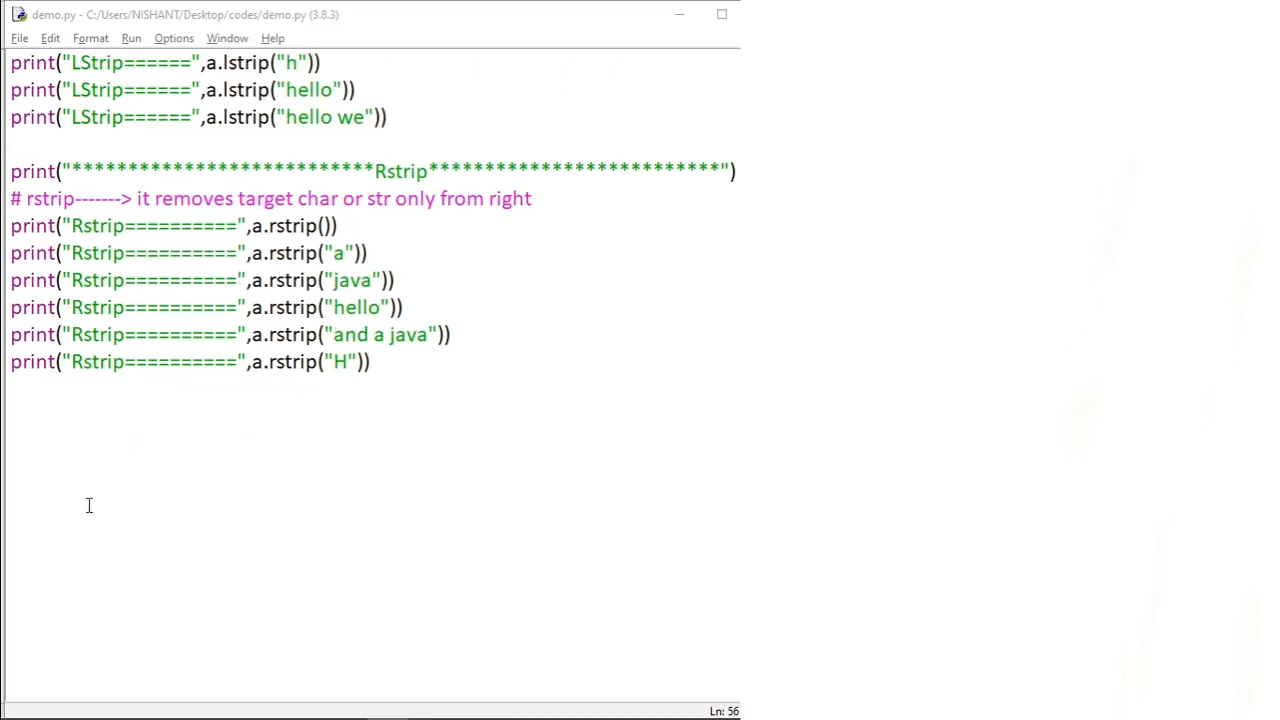 demo.py - C:/Users/NISHANT/Desktop/codes/demo.py (3.8.3)
File Edit Format Run Options Window Help
print("LStrip======",a.lstrip("h"))
print("LStrip======",a.lstrip("hello"))
print("LStrip======",a.lstrip("hello we"))
print("***************************Rstrip**************************")
# rstrip-------> it removes target char or str only from right
print("Rstrip==========",a.rstrip())
print("Rstrip==========",a.rstrip("a"))
print("Rstrip==========",a.rstrip("java"))
print("Rstrip==========",a.rstrip("hello"))
print("Rstrip==========",a.rstrip("and a java"))
print("Rstrip==========",a.rstrip("H"))
Ln: 56